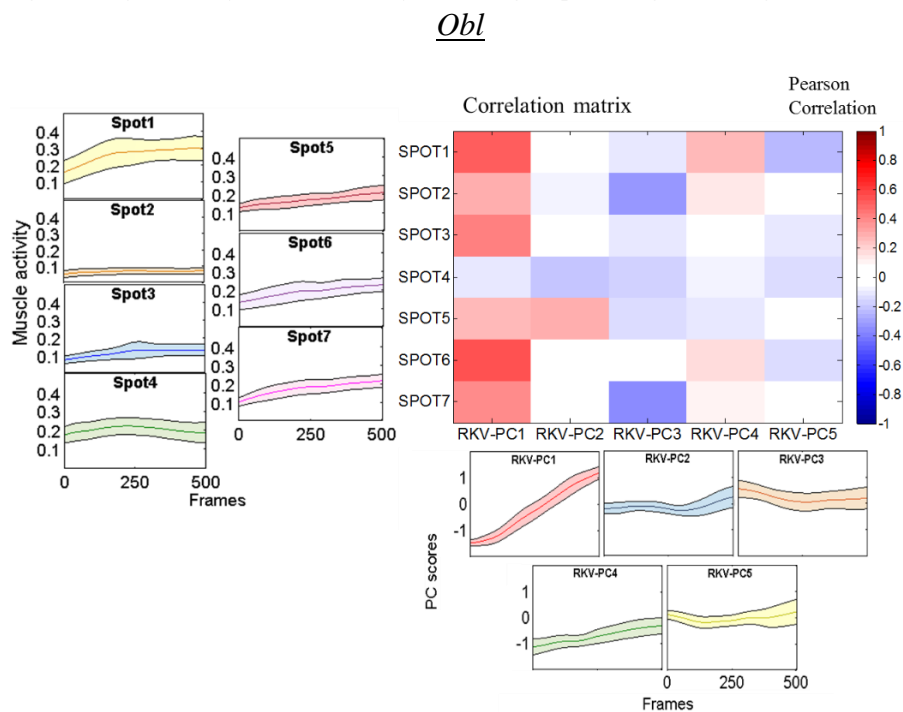 Obl
Muscle activity
Spot1
0.4
0.3
0.2
0.1
Spot2
0.4
0.3
0.2
0.1
Spot3
0.4
0.3
0.2
0.1
Spot4
0.4
0.3
0.2
0.1
0 250 500
Frames
Spot5
0.4
0.3
0.2
0.1
Spot6
0.4
0.3
0.2
0.1
Spot7
0.4
0.3
0.2
0.1
0 250 500
Correlation matrix
Pearson
Correlation
SPOT1
SPOT2
SPOT3
SPOT4
SPOT5
SPOT6
SPOT7
RKV-PC1 RKV-PC2 RKV-PC3 RKV-PC4 RKV-PC5
1
0.8
0.6
0.4
0.2
0
-0.2
-0.4
-0.6
-0.8
-1
PC scores
RKV-PC1 RKV-PC2 RKV-PC3
1
0
-1
RKV-PC4 RKV-PC5
1
0
-1
0 500
Frames